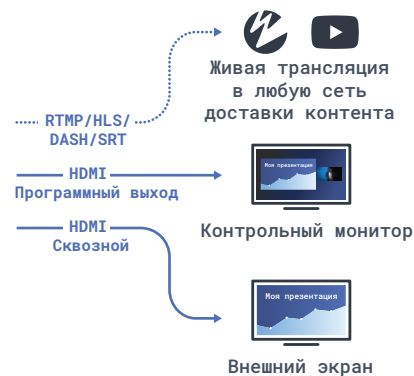 Живая трансляция
в любую сеть
доставки контента
RTMP/HLS/
DASH/SRT
HDMI
Программный выход
Моя презентация
Контрольный монитор
HDMI
Сквозной
Моя презентация
Внешний экран